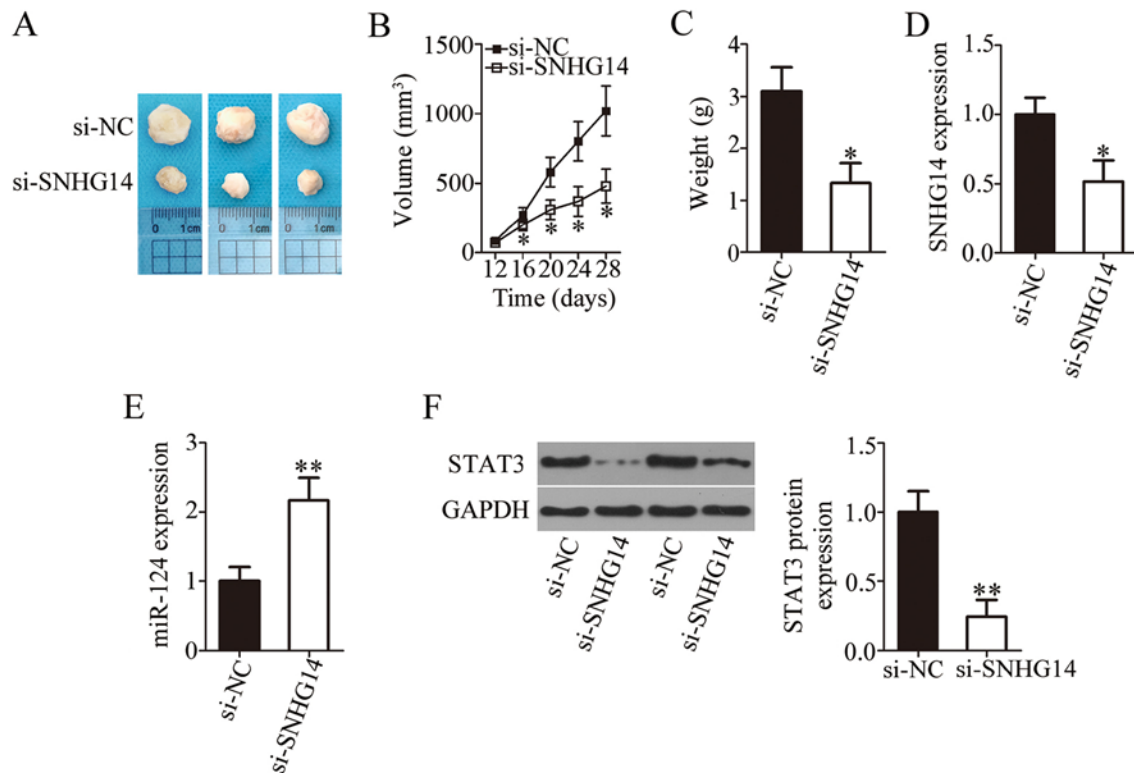 A
si-NC
si-SNHG14
0 1cm
0 1cm
0 1cm
B
1500
1000
500
0
Volume (mm³)
si-NC
si-SNHG14
*
*
*
*
12 16 20 24 28
Time (days)
C
4
3
2
1
0
Weight (g)
*
si-NC
si-SNHG14
D
1.5
1.0
0.5
0.0
SNHG14 expression
*
si-NC
si-SNHG14
E
3
2
1
0
miR-124 expression
**
si-NC
si-SNHG14
F
STAT3
GAPDH
si-NC
si-SNHG14
si-NC
si-SNHG14
1.5
1.0
0.5
0.0
STAT3 protein
expression
**
si-NC si-SNHG14